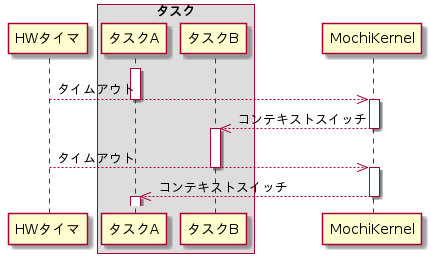 タスク
HWタイマ
タスクA
タスクB
MochiKernel
タイムアウト
コンテキストスイッチ
タイムアウト
コンテキストスイッチ
HWタイマ
タスクA
タスクB
MochiKernel